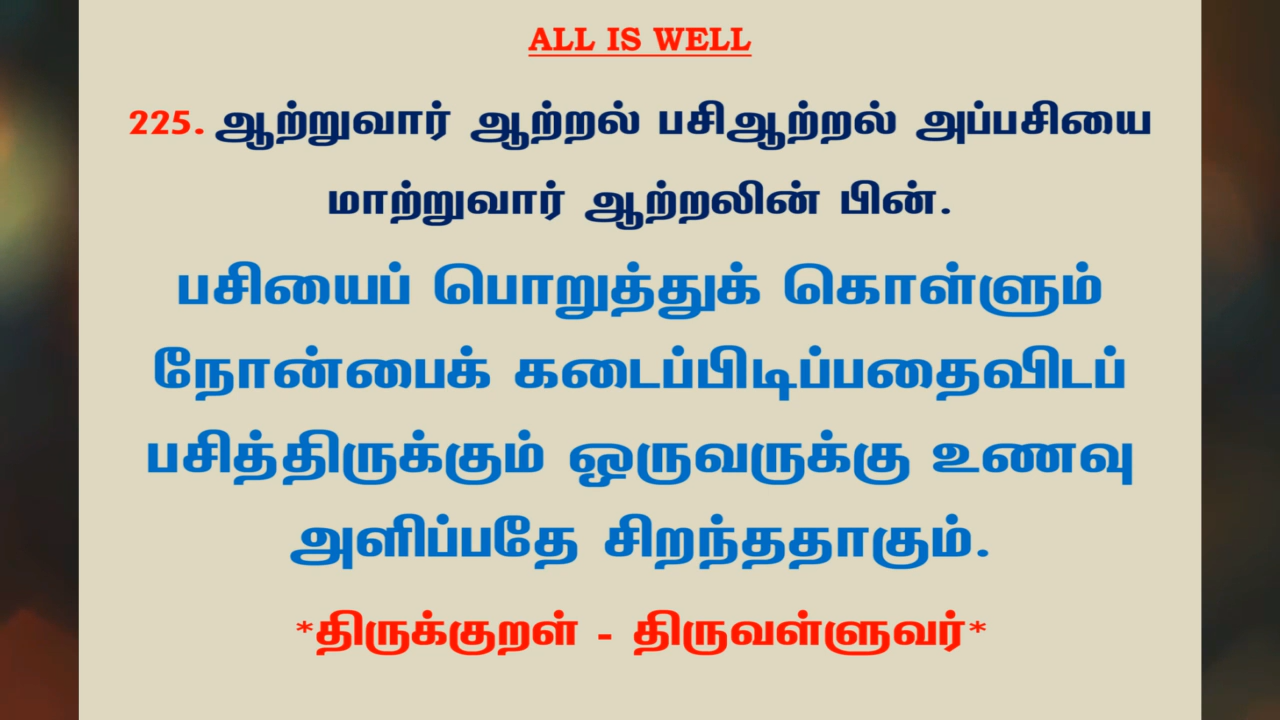 ALL IS WELL
225. ஆற்றுவார் ஆற்றல் பசிஆற்றல் அப்பசியை
மாற்றுவார் ஆற்றலின் பின்.
பசியைப் பொறுத்துக் கொள்ளும்
நோன்பைக் கடைப்பிடிப்பதைவிடப்
பசித்திருக்கும் ஒருவருக்கு உணவு
அளிப்பதே சிறந்ததாகும்.
*திருக்குறள் - திருவள்ளுவர்*